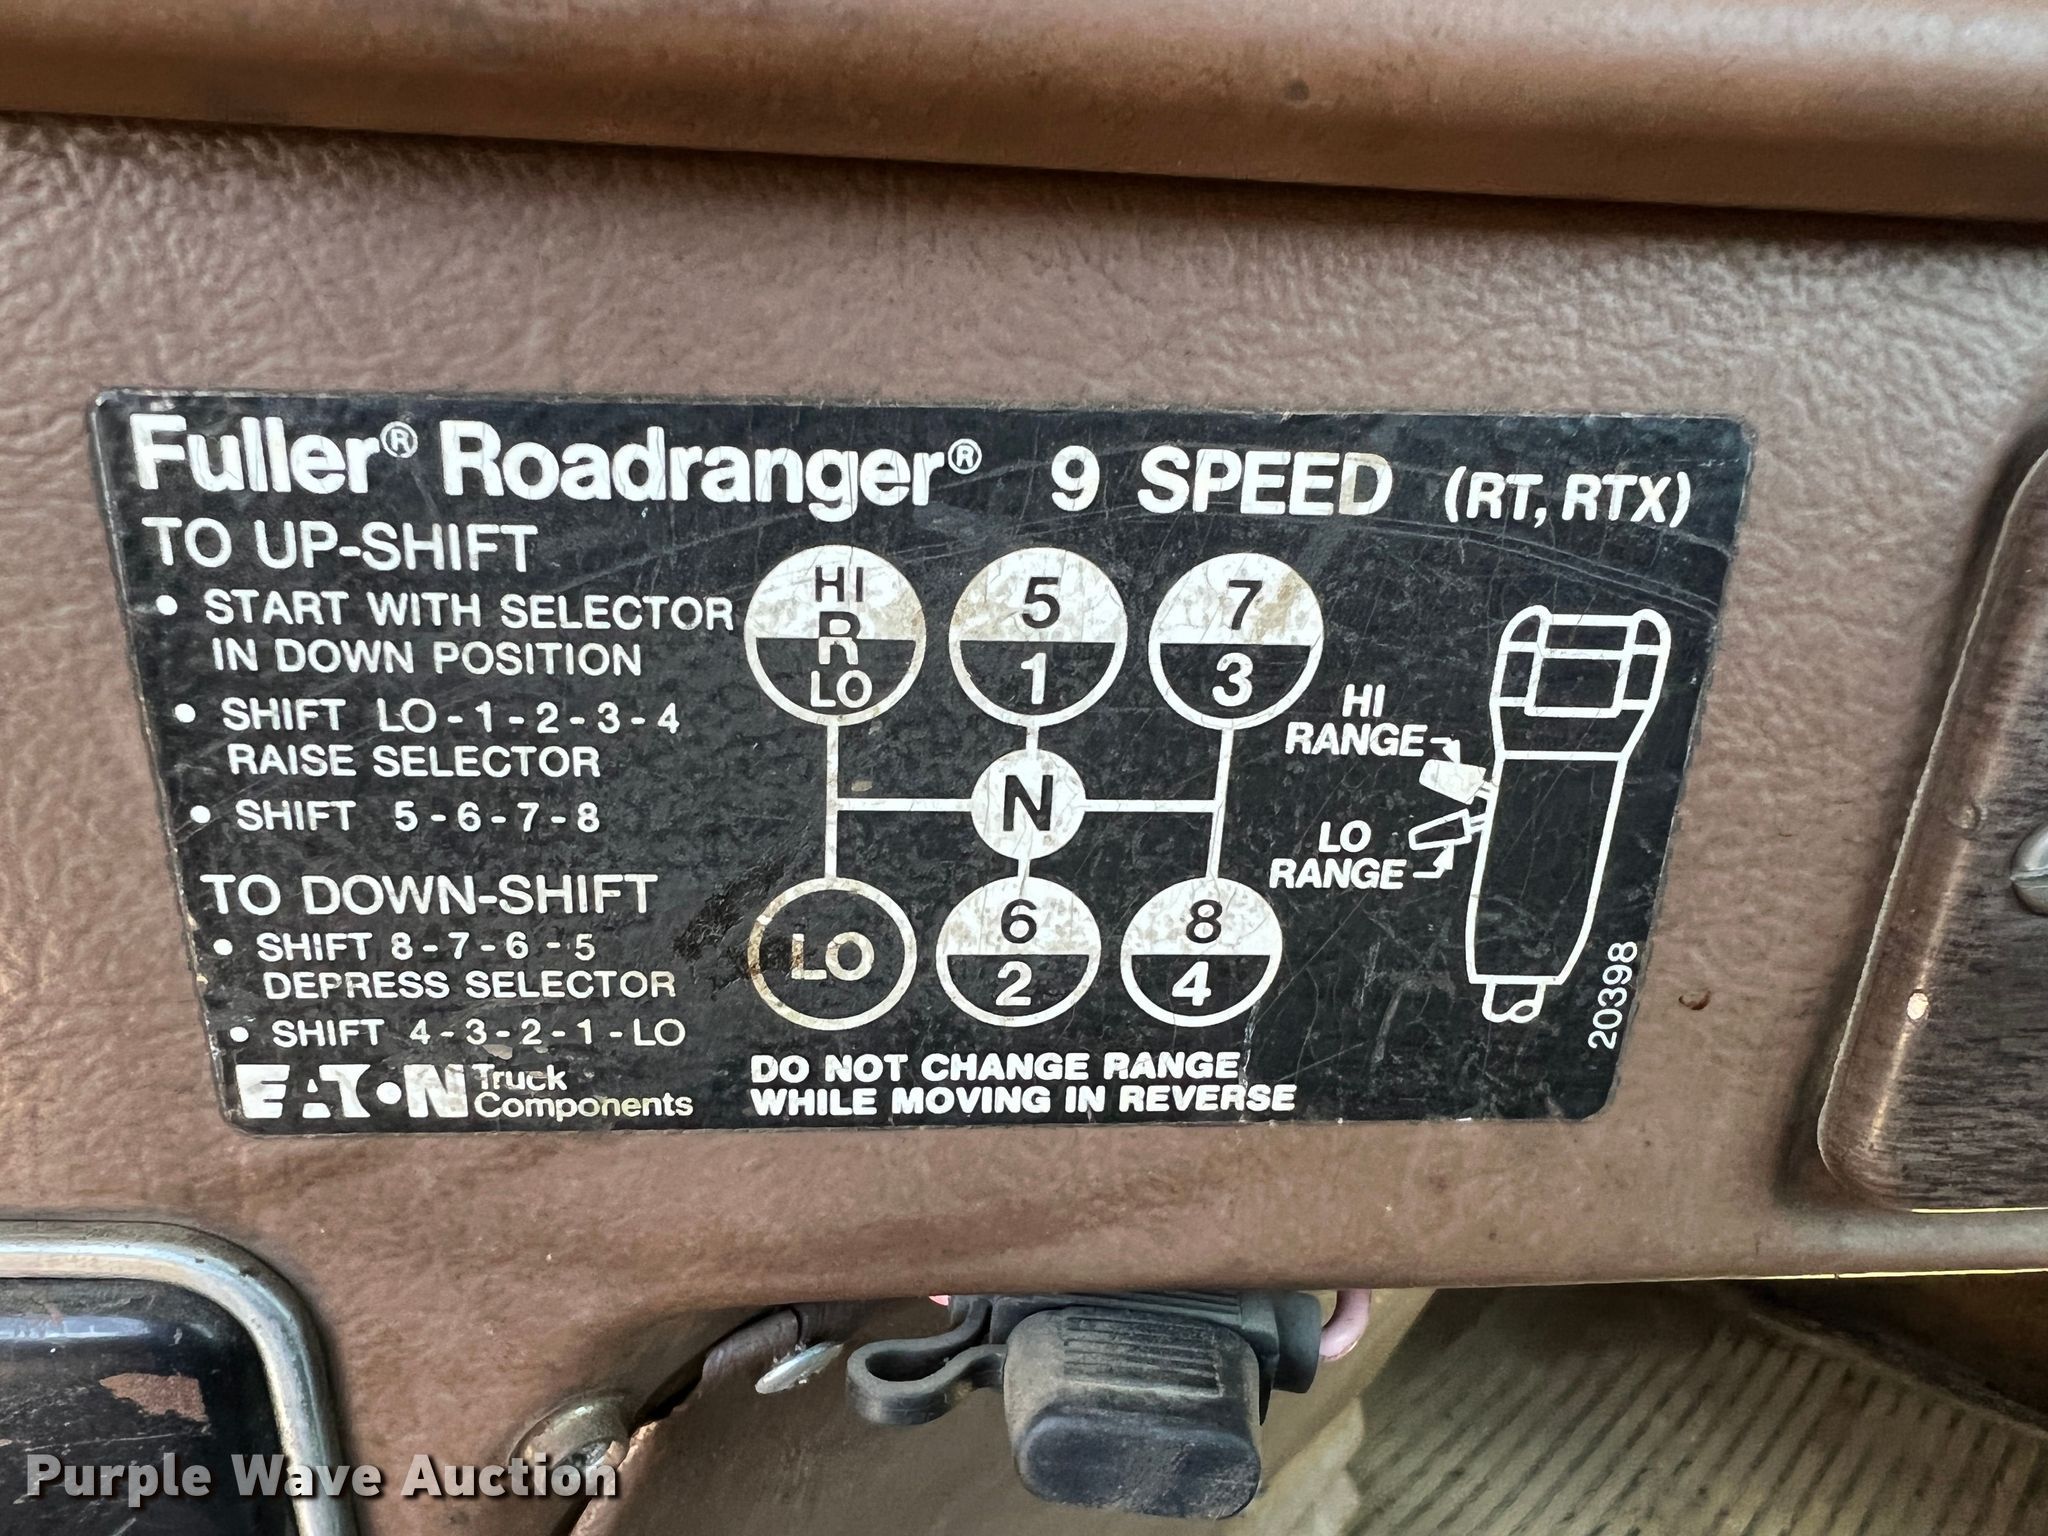 Fuller® Roadranger® 9 SPEED (RT, RTX)
TO UP-SHIFT
• START WITH SELECTOR
IN DOWN POSITION
• SHIFT LO-1-2-3-4
RAISE SELECTOR
• SHIFT 5-6-7-8
TO DOWN-SHIFT
• SHIFT 8-7-6-5
DEPRESS SELECTOR
• SHIFT 4-3-2-1-LO
EATON Truck
Components
HI
R
LO
5
1
7
3
N
LO
6
2
8
4
HI
RANGE
LO
RANGE
DO NOT CHANGE RANGE
WHILE MOVING IN REVERSE
20398
Purple Wave Auction